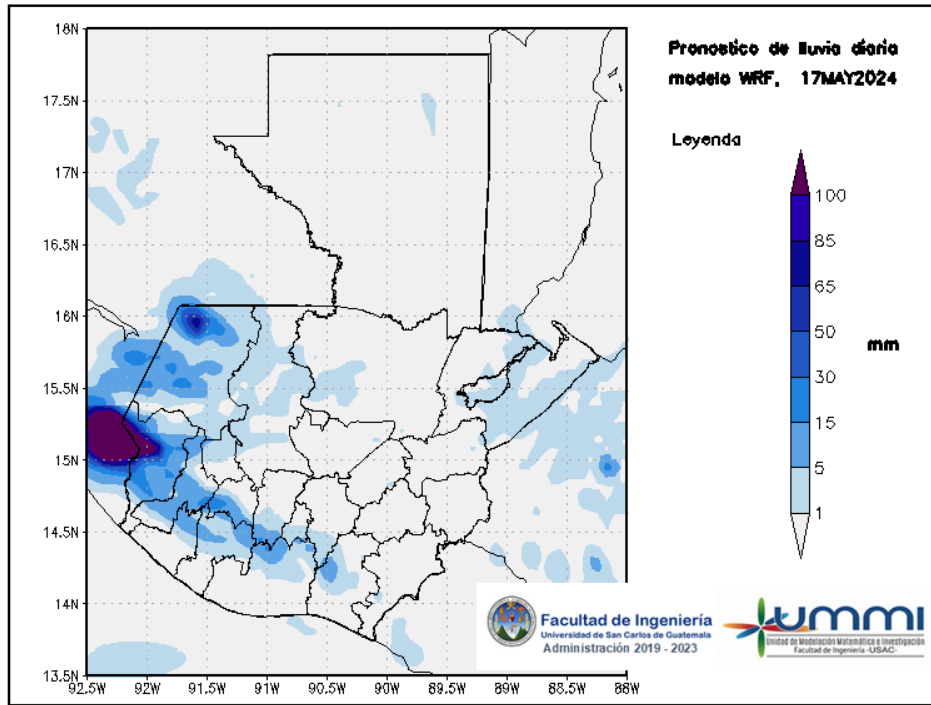 Pronostico de lluvia diaria
modelo WRF, 17MAY2024
Leyenda
100
85
65
50
30
15
5
1
mm
18N
17.5N
17N
16.5N
16N
15.5N
15N
14.5N
14N
13.5N
92.5W
92W
91.5W
91W
90.5W
90W
89.5W
89W
88.5W
88W
Facultad de Ingeniería
Universidad de San Carlos de Guatemala
Administración 2019 - 2023
ummi
Unidad de Modelación Matemática e Investigación
Facultad de Ingeniería -USAC-